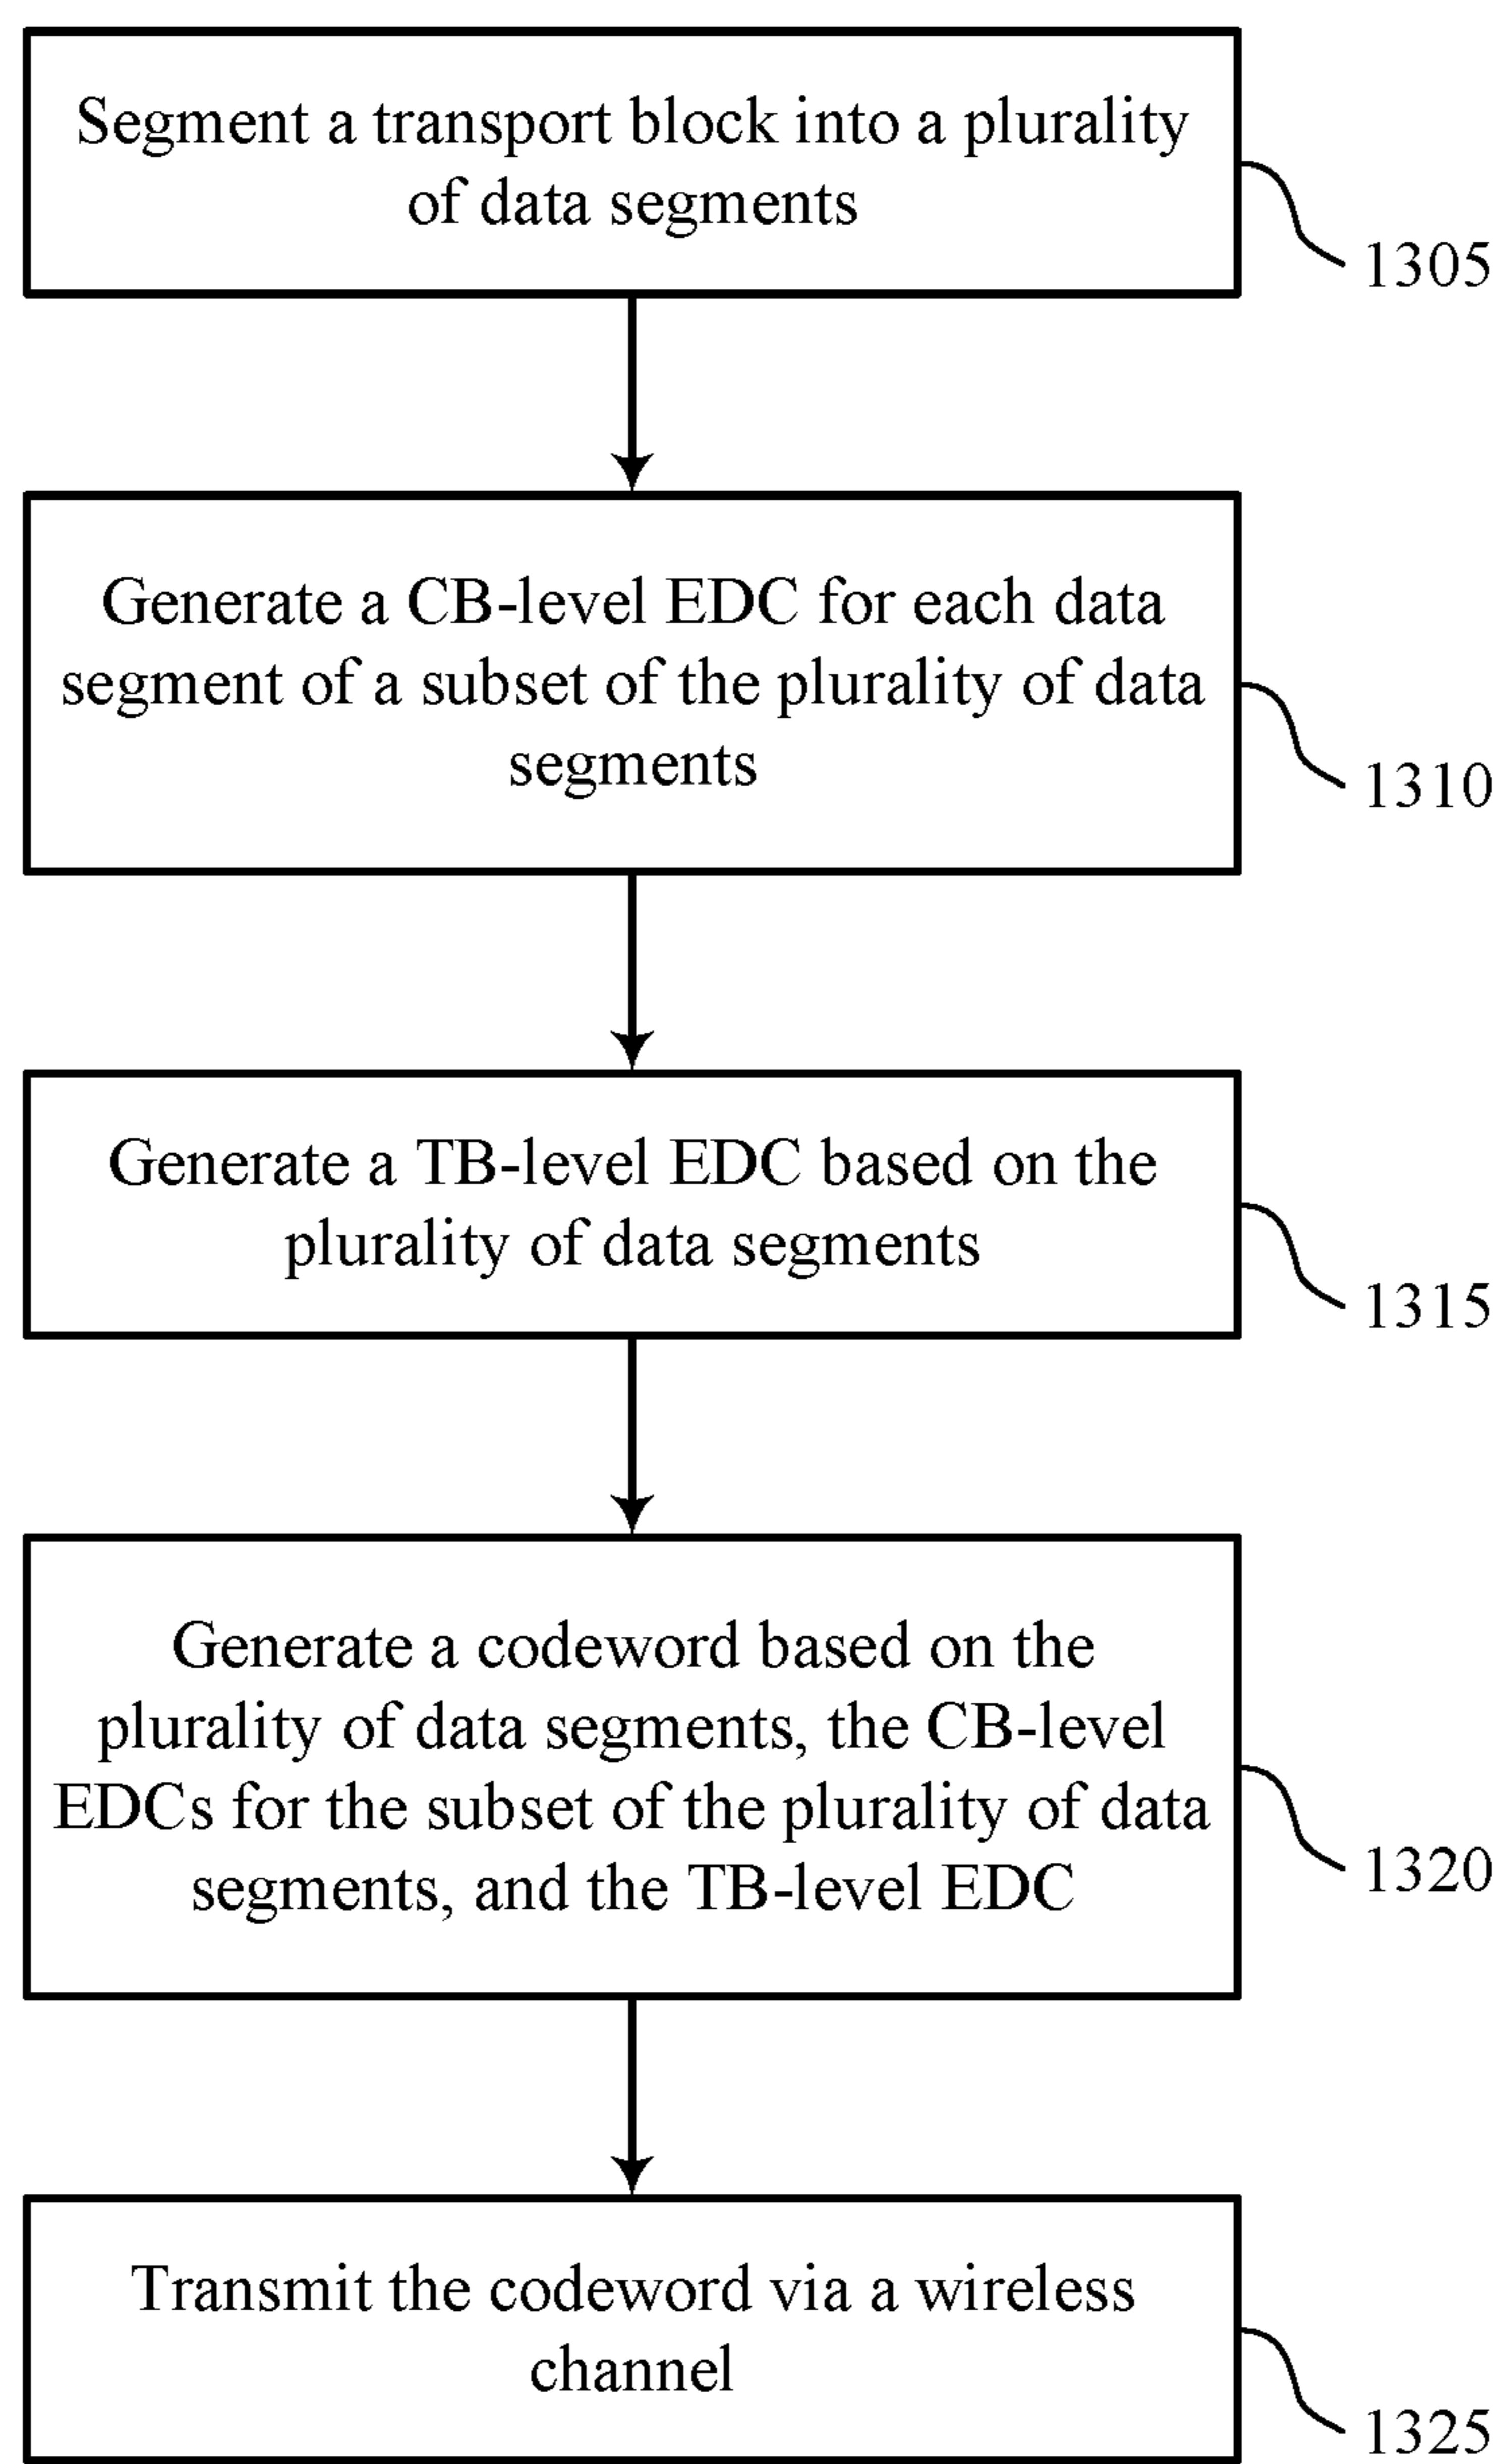 Segment a transport block into a plurality
of data segments
1305
Generate a CB-level EDC for each data
segment of a subset of the plurality of data
segments
1310
Generate a TB-level EDC based on the
plurality of data segments
1315
Generate a codeword based on the
plurality of data segments, the CB-level
EDCs for the subset of the plurality of data
segments, and the TB-level EDC
1320
Transmit the codeword via a wireless
channel
1325